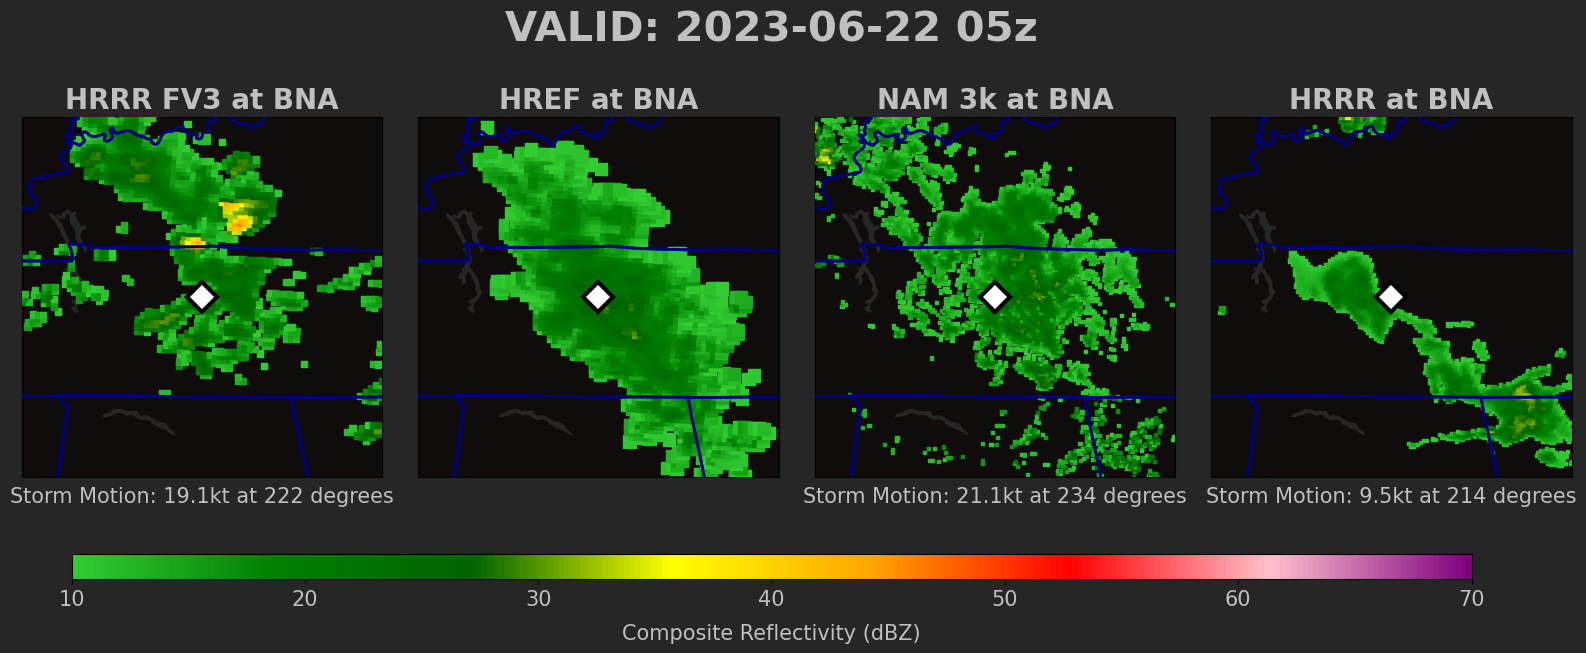 VALID: 2023-06-22 05z
HRRR FV3 at BNA
HREF at BNA
NAM 3k at BNA
HRRR at BNA
Storm Motion: 19.1kt at 222 degrees
Storm Motion: 21.1kt at 234 degrees
Storm Motion: 9.5kt at 214 degrees
10 20 30 40 50 60 70
Composite Reflectivity (dBZ)